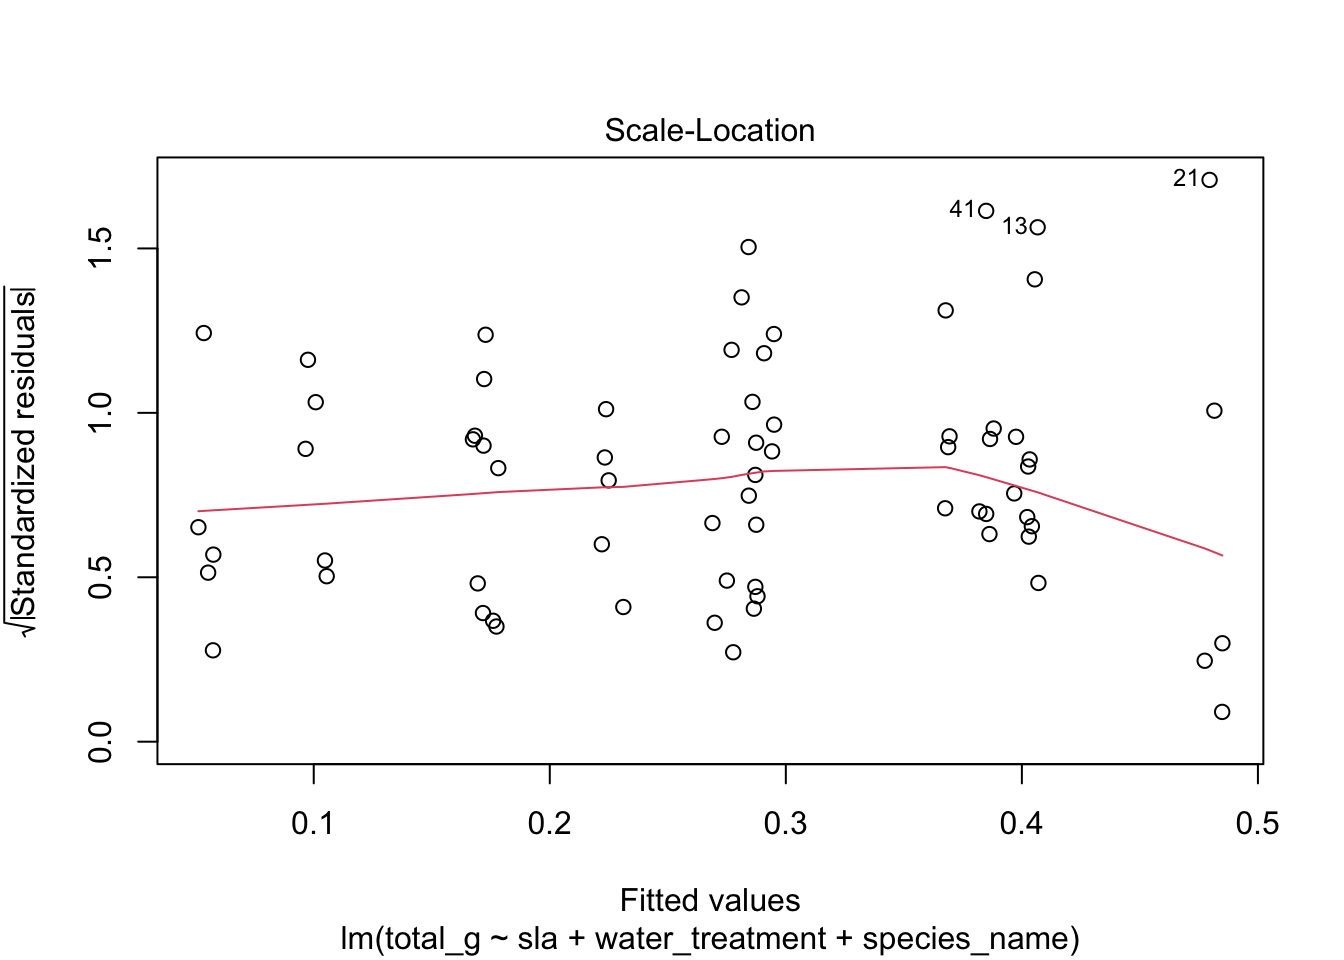 Scale-Location
21
41
13
√|Standardized residuals|
1.5
1.0
0.5
0.0
0.1 0.2 0.3 0.4 0.5
Fitted values
lm(total_g ~ sla + water_treatment + species_name)